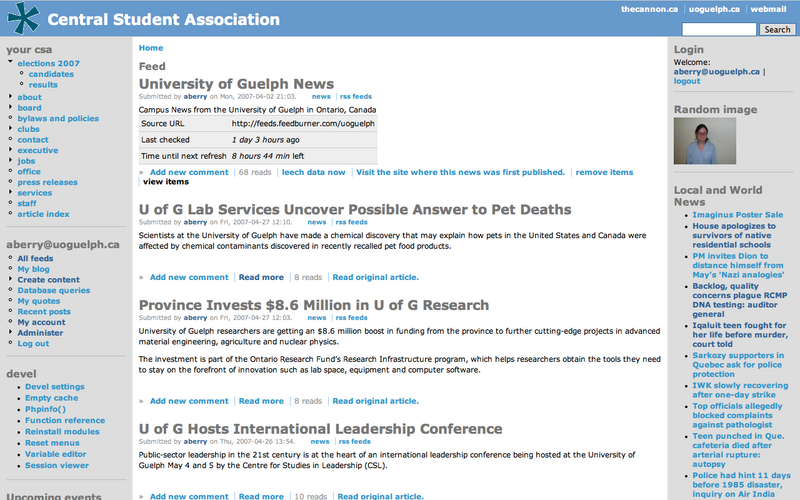 thecannon.ca | uoguelph.ca | webmail
Central Student Association
Search
your csa
elections 2007
candidates
results
about
board
bylaws and policies
clubs
contact
executive
jobs
office
press releases
services
staff
article index
aberry@uoguelph.ca
All feeds
My blog
Create content
Database queries
My quotes
Recent posts
My account
Administer
Log out
devel
Devel settings
Empty cache
Phpinfo()
Function reference
Reinstall modules
Reset menus
Variable editor
Session viewer
Upcoming events
Home
Feed
University of Guelph News
Submitted by aberry on Mon, 2007-04-02 21:03. news | rss feeds
Campus News from the University of Guelph in Ontario, Canada
Source URL http://feeds.feedburner.com/uoguelph
Last checked 1 day 3 hours ago
Time until next refresh 8 hours 44 min left
» Add new comment | 68 reads | leech data now | Visit the site where this news was first published. | remove items |
view items
U of G Lab Services Uncover Possible Answer to Pet Deaths
Submitted by aberry on Fri, 2007-04-27 12:10. news | rss feeds
Scientists at the University of Guelph have made a chemical discovery that may explain how pets in the United States and Canada were
affected by chemical contaminants discovered in recently recalled pet food products.
» Add new comment | Read more | 8 reads | Read original article.
Province Invests $8.6 Million in U of G Research
Submitted by aberry on Fri, 2007-04-27 12:03. news | rss feeds
University of Guelph researchers are getting an $8.6 million boost in funding from the province to further cutting-edge projects in advanced
material engineering, agriculture and nuclear physics.
The investment is part of the Ontario Research Fund's Research Infrastructure program, which helps researchers obtain the tools they need
to stay on the forefront of innovation such as lab space, equipment and computer software.
» Add new comment | Read more | 8 reads | Read original article.
U of G Hosts International Leadership Conference
Submitted by aberry on Thu, 2007-04-26 13:54. news | rss feeds
Public-sector leadership in the 21st century is at the heart of an international leadership conference being hosted at the University of
Guelph May 4 and 5 by the Centre for Studies in Leadership (CSL).
» Add new comment | Read more | 10 reads | Read original article.
Login
Welcome:
aberry@uoguelph.ca |
logout
Random image
Local and World
News
Imaginus Poster Sale
House apologizes to
survivors of native
residential schools
PM invites Dion to
distance himself from
May's 'Nazi analogies'
Backlog, quality
concerns plague RCMP
DNA testing: auditor
general
Iqaluit teen fought for
her life before murder,
court told
Sarkozy supporters in
Quebec ask for police
protection
IWK slowly recovering
after one-day strike
Top officials allegedly
blocked complaints
against pathologist
Teen punched in Que.
cafeteria died after
arterial rupture:
autopsy
Police had hint 11 days
before 1985 disaster,
inquiry on Air India